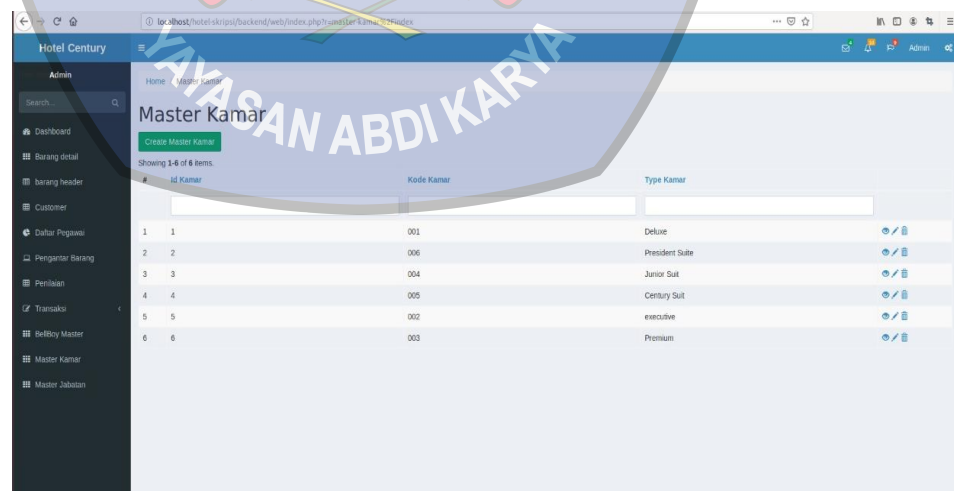 localhost/hotel-skripsi/backend/web/index.php?r=master-kamar%2Findex
Hotel Century
Admin
Admin
Search...
Dashboard
Barang detail
barang header
Customer
Daftar Pegawai
Pengantar Barang
Penilaian
Transaksi
BellBoy Master
Master Kamar
Master Jabatan
Home / Master Kamar
YAYASAN ABDI KARYA
Master Kamar
Create Master Kamar
Showing 1-6 of 6 items.
# Id Kamar Kode Kamar Type Kamar
1 1 001 Deluxe
2 2 006 President Suite
3 3 004 Junior Suit
4 4 005 Century Suit
5 5 002 executive
6 6 003 Premium